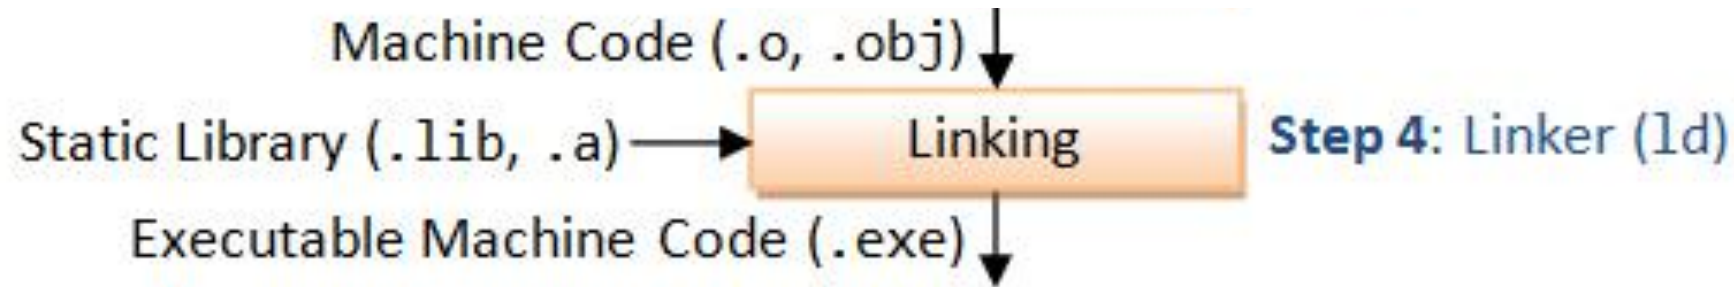 Machine Code (.o, .obj)
Static Library (.lib, .a)
Linking
Step 4: Linker (ld)
Executable Machine Code (.exe)